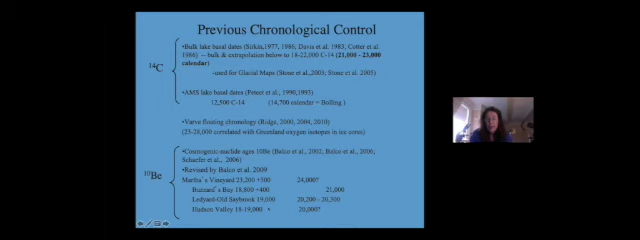 Previous Chronological Control
•Bulk lake basal dates (Sirkin,1977, 1986; Davis et al. 1983; Cotter et al.
1986) -- bulk & extrapolation below to 18-22,000 C-14 (21,000 - 23,000
calendar)
-used for Glacial Maps (Stone et al.,2003; Stone et al. 2005)
14C
•AMS lake basal dates (Peteet et al., 1990,1993)
12,500 C-14 (14,700 calendar = Bolling )
•Varve floating chronology (Ridge, 2000, 2004, 2010)
(23-28,000 correlated with Greenland oxygen isotopes in ice cores)
•Cosmogenic-nuclide ages 10Be (Balco et al., 2002, Balco et al., 2006;
Schaefer et al., 2006)
10Be
•Revised by Balco et al. 2009
Martha's Vineyard 23,200 +500 24,000?
Buzzard's Bay 18,800 +400 21,000
Ledyard-Old Saybrook 19,000 20,200 - 20,300
Hudson Valley 18-19,000 20,000?